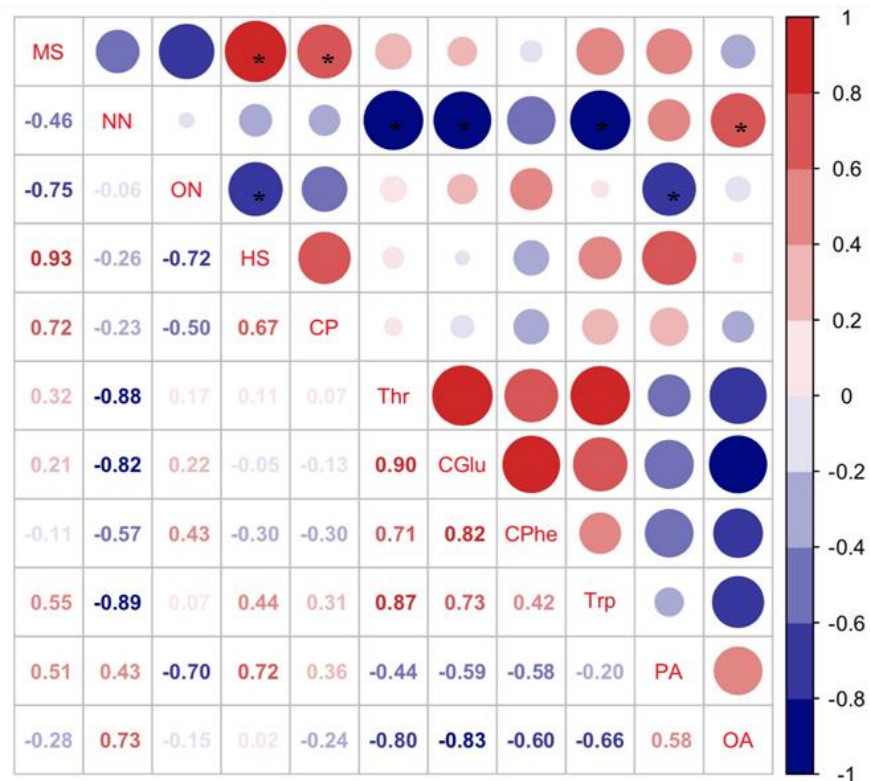 MS * *
-0.46 NN * * * *
-0.75 -0.06 ON * *
0.93 -0.26 -0.72 HS
0.72 -0.23 -0.50 0.67 CP
0.32 -0.88 0.17 0.11 0.07 Thr
0.21 -0.82 0.22 -0.05 -0.13 0.90 CGlu
-0.11 -0.57 0.43 -0.30 -0.30 0.71 0.82 CPhe
0.55 -0.89 0.07 0.44 0.31 0.87 0.73 0.42 Trp
0.51 0.43 -0.70 0.72 0.36 -0.44 -0.59 -0.58 -0.20 PA
-0.28 0.73 -0.15 0.02 -0.24 -0.80 -0.83 -0.60 -0.66 0.58 OA
1
0.8
0.6
0.4
0.2
0
-0.2
-0.4
-0.6
-0.8
-1